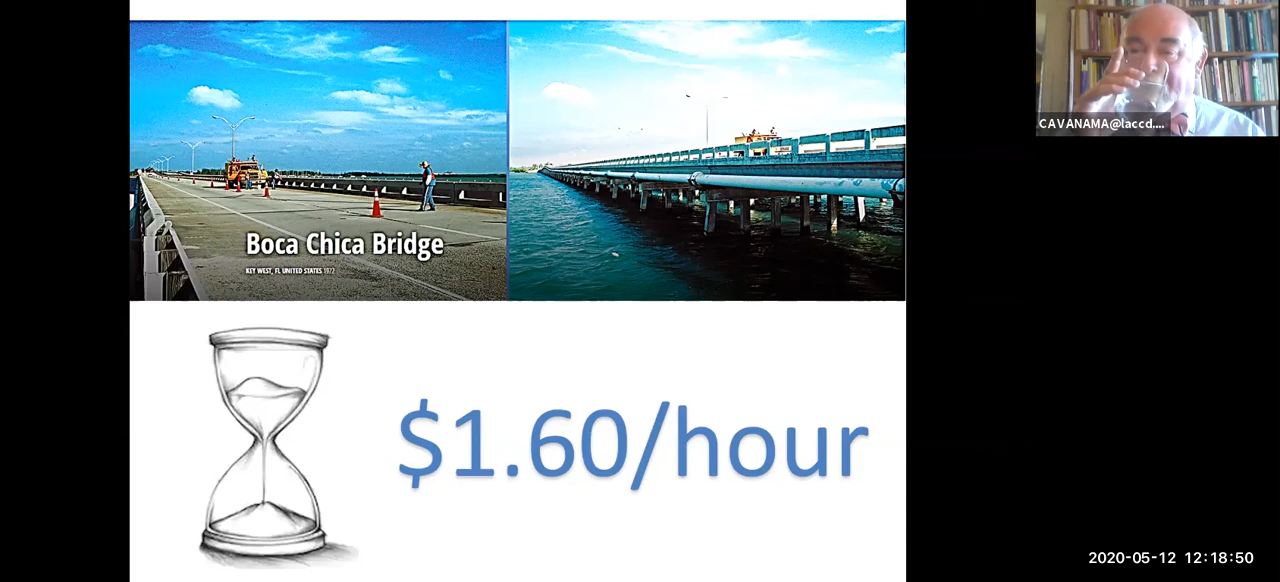 CAVANAMA@laccd....
Boca Chica Bridge
KEY WEST, FL UNITED STATES 1972
$1.60/hour
2020-05-12 12:18:50